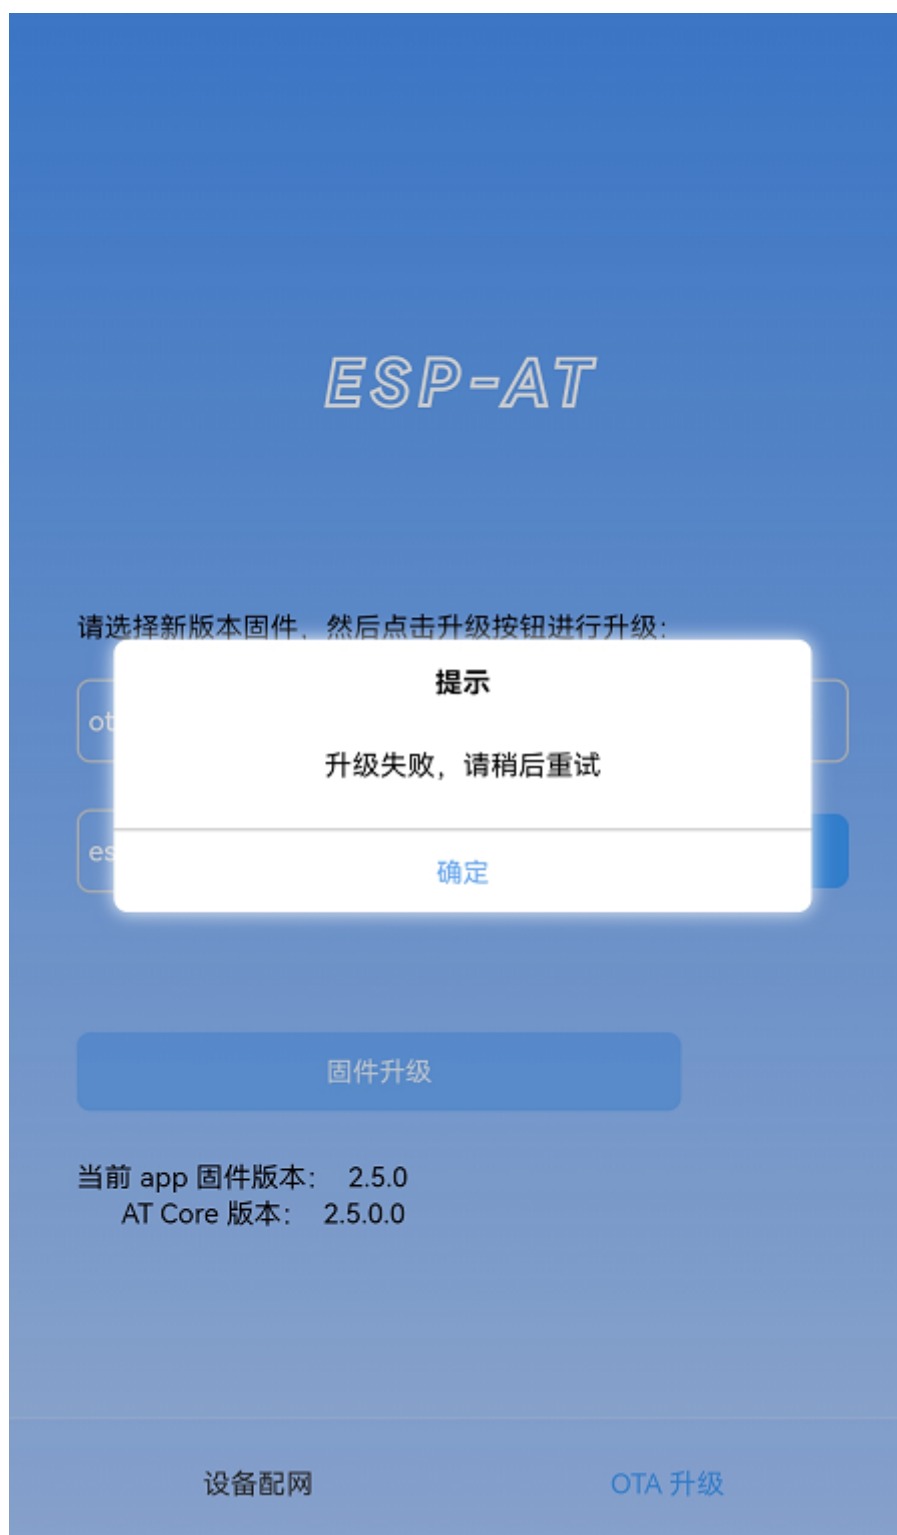 ESP-AT
请选择新版本固件，然后点击升级按钮进行升级：
提示
ot
升级失败，请稍后重试
es
确定
固件升级
当前 app 固件版本： 2.5.0
AT Core 版本： 2.5.0.0
设备配网
OTA 升级